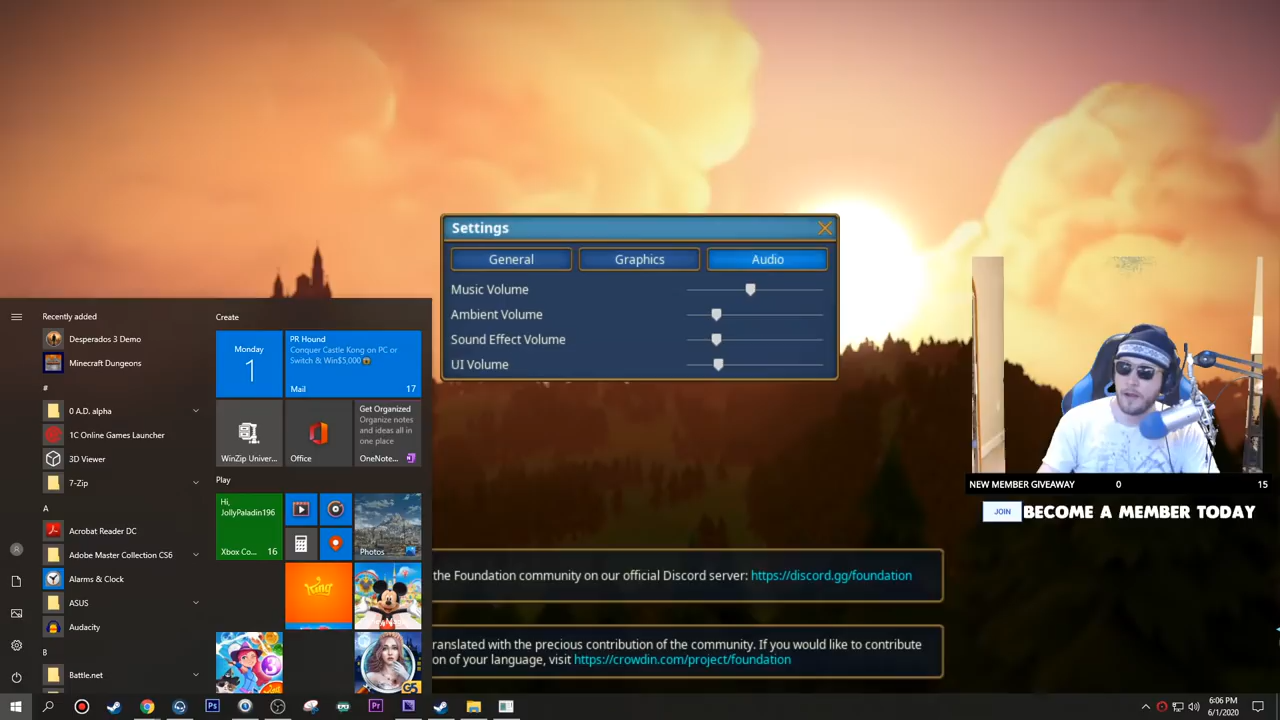 Settings
General
Graphics
Audio
Music Volume
Ambient Volume
Sound Effect Volume
UI Volume
Recently added
Desperados 3 Demo
Minecraft Dungeons
#
0 A.D. alpha
1C Online Games Launcher
3D Viewer
7-Zip
A
Acrobat Reader DC
Adobe Master Collection CS6
Alarms & Clock
ASUS
Audacity
B
Battle.net
Create
Monday
1
PR Hound
Conquer Castle Kong on PC or
Switch & Win$5,000
Mail
17
WinZip Univer...
Office
Get Organized
Organize notes
and ideas all in
one place
OneNote...
Play
Hi,
JollyPaladin196
Xbox Co...
16
Photos
King
3
G5
the Foundation community on our official Discord server: https://discord.gg/foundation
ranslated with the precious contribution of the community. If you would like to contribute
on of your language, visit https://crowdin.com/project/foundation
NEW MEMBER GIVEAWAY
0
15
JOIN
BECOME A MEMBER TODAY
Ps
Pr
6:06 PM
6/1/2020